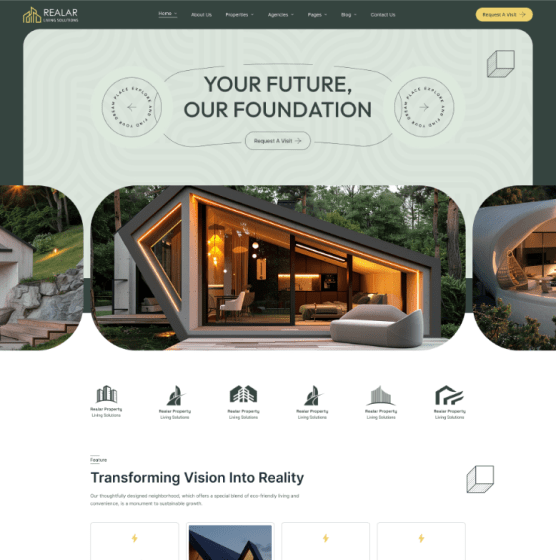 REALAR
LIVING SOLUTIONS
Home
About Us
Properties
Agencies
Pages
Blog
Contact Us
Request A Visit
DREAM PLACE EXPLORE AND FIND YOUR
YOUR FUTURE,
OUR FOUNDATION
DREAM PLACE EXPLORE AND FIND YOUR
Request A Visit
Realar Property
Living Solutions
Realar Property
Living Solutions
Realar Property
Living Solutions
Realar Property
Living Solutions
Realar Property
Living Solutions
Realar Property
Living Solutions
Feature
Transforming Vision Into Reality
Our thoughtfully designed neighborhood, which offers a special blend of eco-friendly living and
convenience, is a monument to sustainable growth.